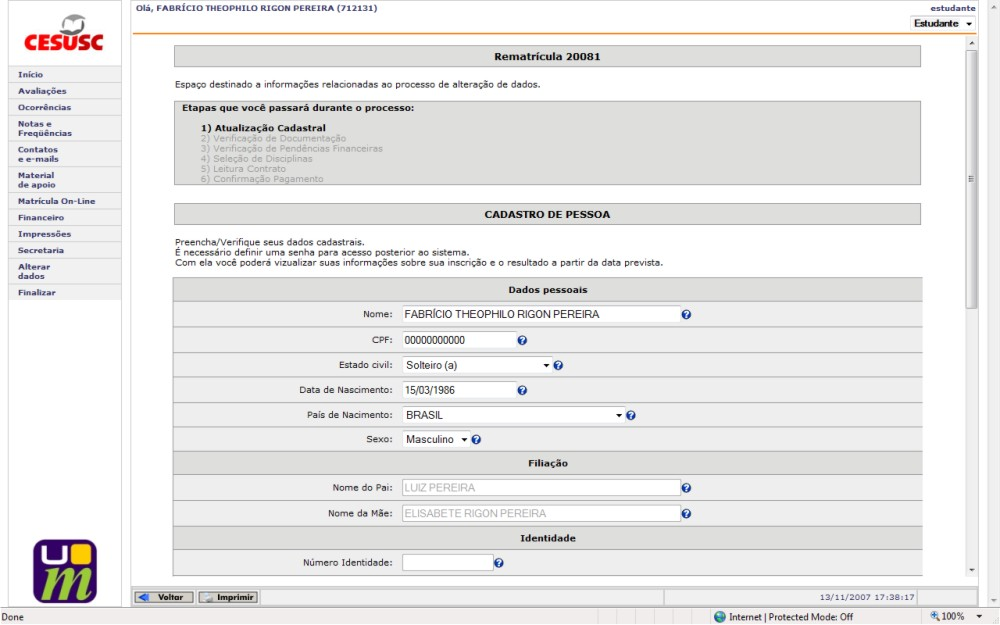 Olá, FABRÍCIO THEOPHILO RIGON PEREIRA (712131)
estudante
Estudante
CESUSC
Início
Avaliações
Ocorrências
Notas e
Freqüências
Contatos
e e-mails
Material
de apoio
Matrícula On-Line
Financeiro
Impressões
Secretaria
Alterar
dados
Finalizar
Rematrícula 20081
Espaço destinado a informações relacionadas ao processo de alteração de dados.
Etapas que você passará durante o processo:
1) Atualização Cadastral
2) Verificação de Documentação
3) Verificação de Pendências Financeiras
4) Seleção de Disciplinas
5) Leitura Contrato
6) Confirmação Pagamento
CADASTRO DE PESSOA
Preencha/Verifique seus dados cadastrais.
É necessário definir uma senha para acesso posterior ao sistema.
Com ela você poderá vizualizar suas informações sobre sua inscrição e o resultado a partir da data prevista.
Dados pessoais
Nome: FABRÍCIO THEOPHILO RIGON PEREIRA
CPF: 00000000000
Estado civil: Solteiro (a)
Data de Nascimento: 15/03/1986
País de Nacimento: BRASIL
Sexo: Masculino
Filiação
Nome do Pai: LUIZ PEREIRA
Nome da Mãe: ELISABETE RIGON PEREIRA
Identidade
Número Identidade:
um
Voltar Imprimir 13/11/2007 17:38:17
Done Internet | Protected Mode: Off 100%